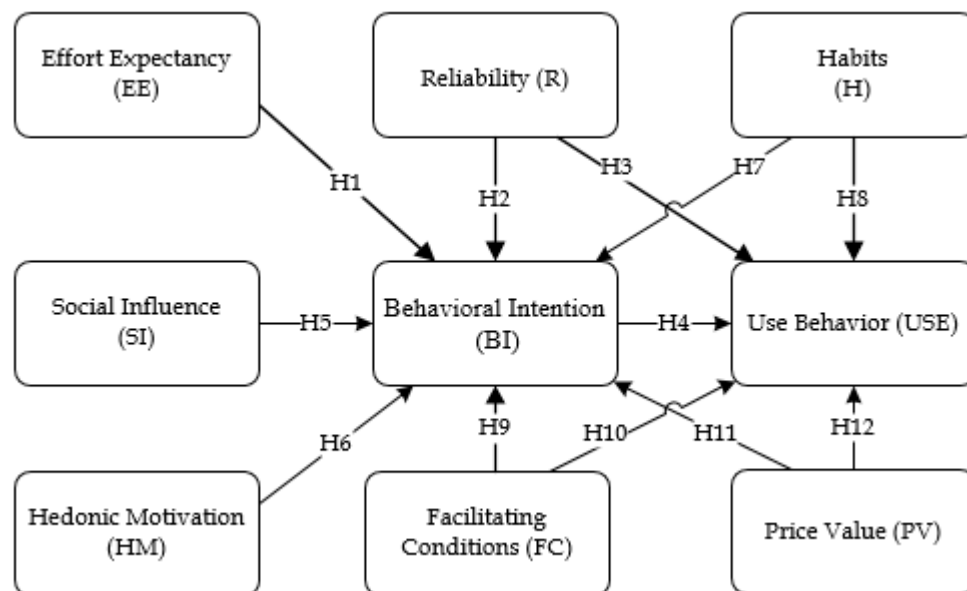 Effort Expectancy
(EE)
Reliability (R)
Habits
(H)
H1
H2
H3
H7
H8
Social Influence
(SI)
H5
Behavioral Intention
(BI)
H4
Use Behavior (USE)
H6
H9
H10
H11
H12
Hedonic Motivation
(HM)
Facilitating
Conditions (FC)
Price Value (PV)